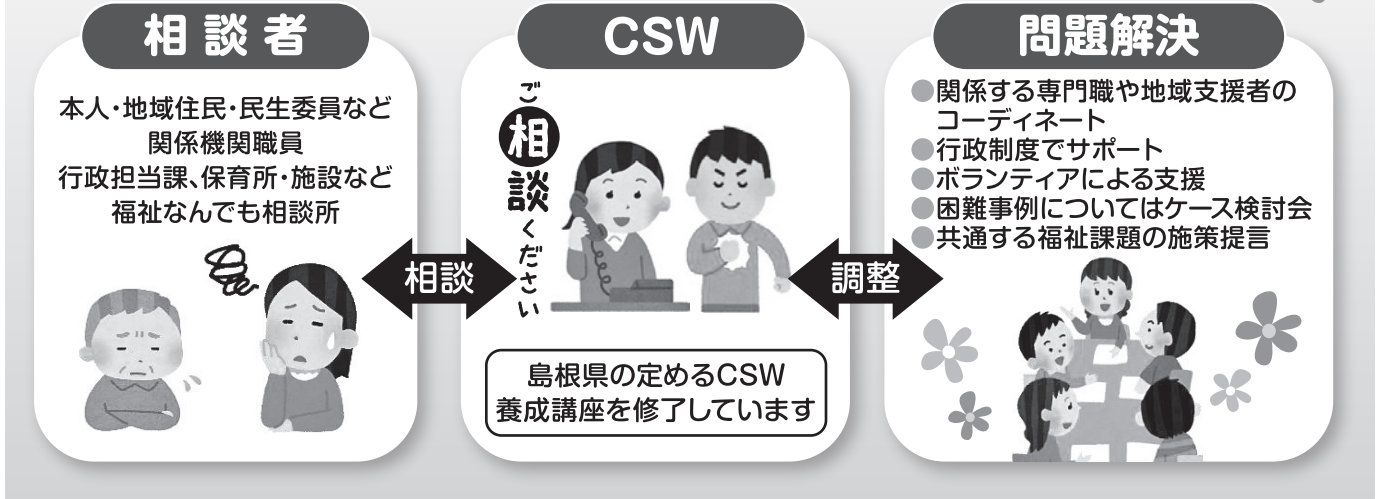 相談者
本人・地域住民・民生委員など
関係機関職員
行政担当課、保育所・施設など
福祉なんでも相談所
相談
CSW
ご相談ください
島根県の定めるCSW
養成講座を修了しています
調整
問題解決
●関係する専門職や地域支援者の
コーディネート
●行政制度でサポート
●ボランティアによる支援
●困難事例についてはケース検討会
●共通する福祉課題の施策提言